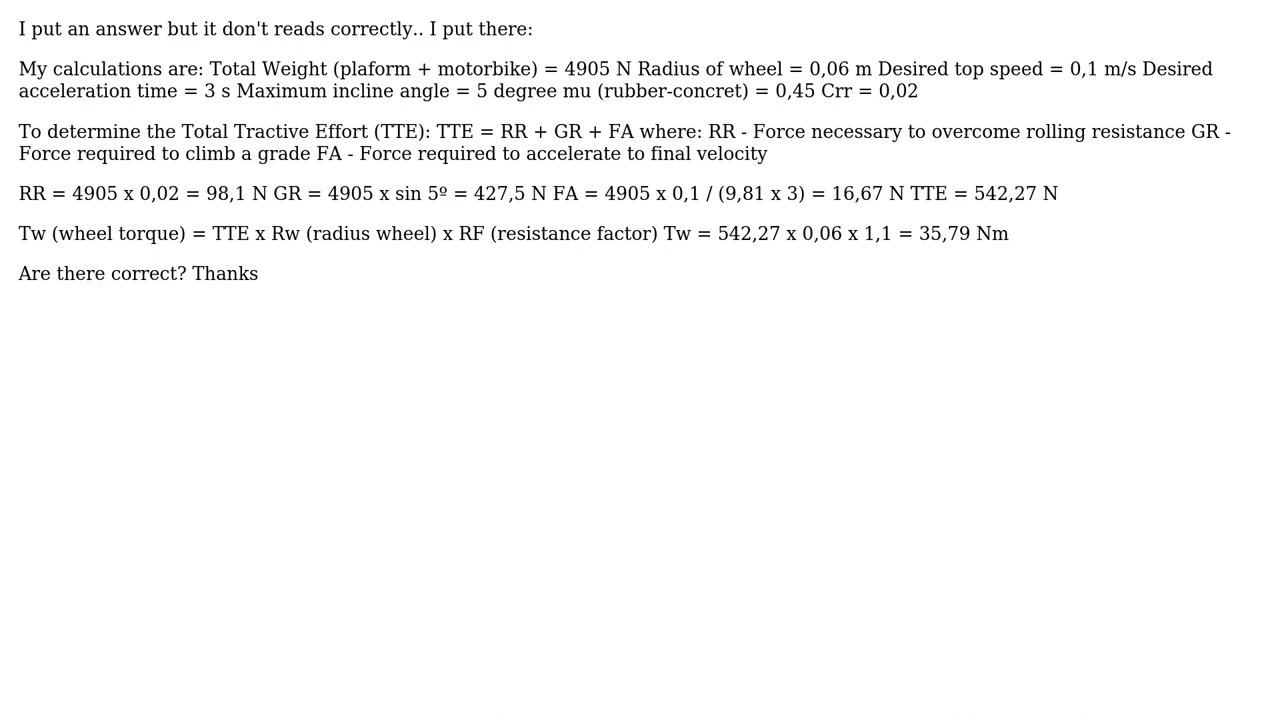 I put an answer but it don't reads correctly.. I put there:
My calculations are: Total Weight (plaform + motorbike) = 4905 N Radius of wheel = 0,06 m Desired top speed = 0,1 m/s Desired
acceleration time = 3 s Maximum incline angle = 5 degree mu (rubber-concret) = 0,45 Crr = 0,02
To determine the Total Tractive Effort (TTE): TTE = RR + GR + FA where: RR - Force necessary to overcome rolling resistance GR -
Force required to climb a grade FA - Force required to accelerate to final velocity
RR = 4905 x 0,02 = 98,1 N GR = 4905 x sin 5º = 427,5 N FA = 4905 x 0,1 / (9,81 x 3) = 16,67 N TTE = 542,27 N
Tw (wheel torque) = TTE x Rw (radius wheel) x RF (resistance factor) Tw = 542,27 x 0,06 x 1,1 = 35,79 Nm
Are there correct? Thanks